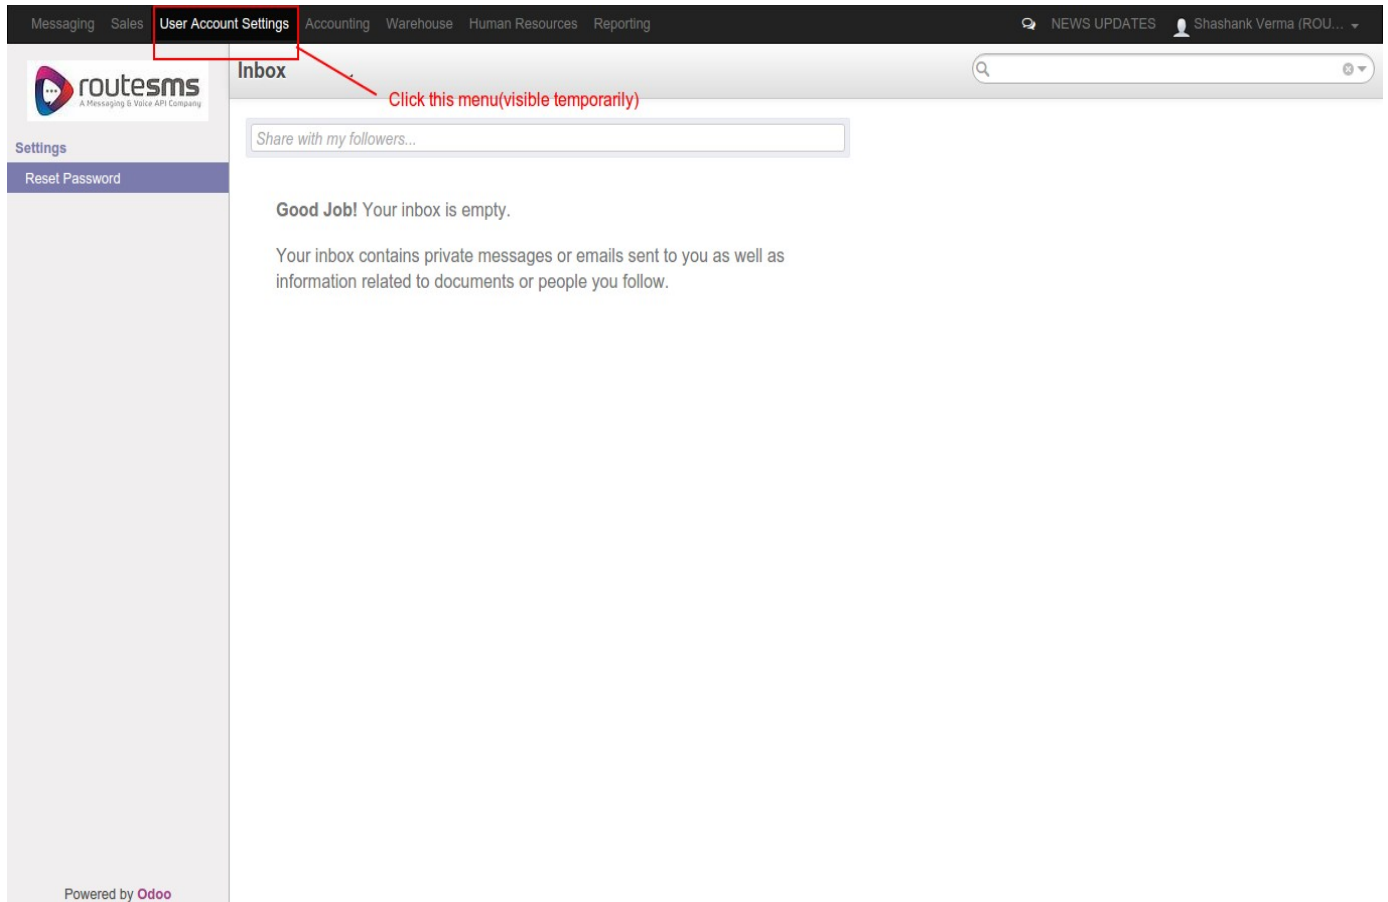 Messaging Sales User Account Settings Accounting Warehouse Human Resources Reporting NEWS UPDATES Shashank Verma (ROU...
routesms
A Messaging & Voice API Company
Inbox
Click this menu(visible temporarily)
Settings
Reset Password
Share with my followers...
Good Job! Your inbox is empty.
Your inbox contains private messages or emails sent to you as well as
information related to documents or people you follow.
Powered by Odoo